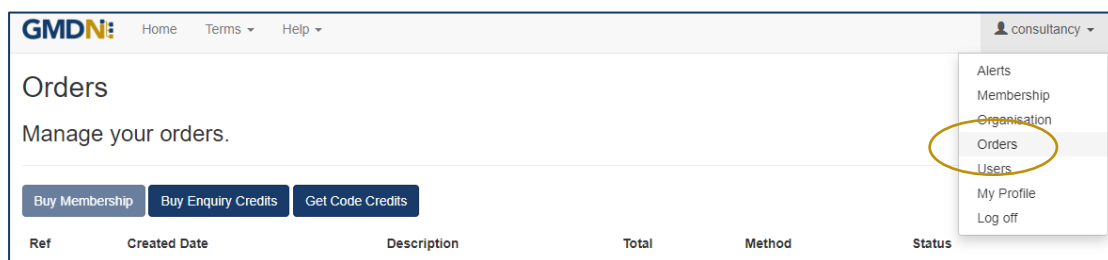 GMDN Home Terms Help consultancy
Alerts
Orders
Membership
Manage your orders.
Organisation
Orders
Users
Buy Membership Buy Enquiry Credits Get Code Credits
My Profile
Log off
Ref Created Date Description Total Method Status